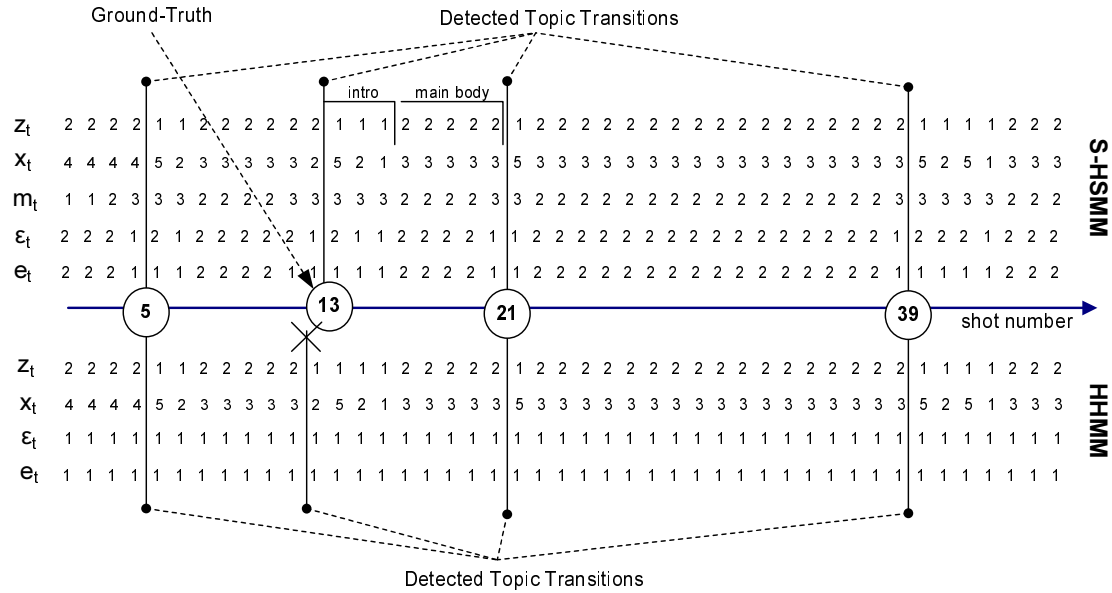 Ground-Truth
Detected Topic Transitions
intro main body
zt 2 2 2 2 1 1 2 2 2 2 2 2 1 1 1 2 2 2 2 2 1 2 2 2 2 2 2 2 2 2 2 2 2 2 2 2 2 2 1 1 1 1 2 2 2
xt 4 4 4 4 5 2 3 3 3 3 3 2 5 2 1 3 3 3 3 3 5 3 3 3 3 3 3 3 3 3 3 3 3 3 3 3 3 3 5 2 5 1 3 3 3
mt 1 1 2 3 3 3 2 2 2 2 3 3 3 3 3 2 2 2 2 3 3 2 2 2 2 2 2 2 2 2 2 2 2 2 2 2 2 3 3 3 3 3 2 2 2
εt 2 2 2 1 2 1 2 2 2 2 2 1 2 1 1 2 2 2 2 1 1 2 2 2 2 2 2 2 2 2 2 2 2 2 2 2 2 1 2 2 2 1 2 2 2
et 2 2 2 1 1 1 2 2 2 2 1 1 1 1 1 2 2 2 2 1 1 2 2 2 2 2 2 2 2 2 2 2 2 2 2 2 2 1 1 1 1 1 2 2 2
S-HSMM
5 13 21 39
shot number
zt 2 2 2 2 1 1 2 2 2 2 2 1 1 1 1 2 2 2 2 2 1 2 2 2 2 2 2 2 2 2 2 2 2 2 2 2 2 2 1 1 1 1 2 2 2
xt 4 4 4 4 5 2 3 3 3 3 3 2 5 2 1 3 3 3 3 3 5 3 3 3 3 3 3 3 3 3 3 3 3 3 3 3 3 3 5 2 5 1 3 3 3
εt 1 1 1 1 1 1 1 1 1 1 1 1 1 1 1 1 1 1 1 1 1 1 1 1 1 1 1 1 1 1 1 1 1 1 1 1 1 1 1 1 1 1 1 1 1
et 1 1 1 1 1 1 1 1 1 1 1 1 1 1 1 1 1 1 1 1 1 1 1 1 1 1 1 1 1 1 1 1 1 1 1 1 1 1 1 1 1 1 1 1 1
HHMM
Detected Topic Transitions